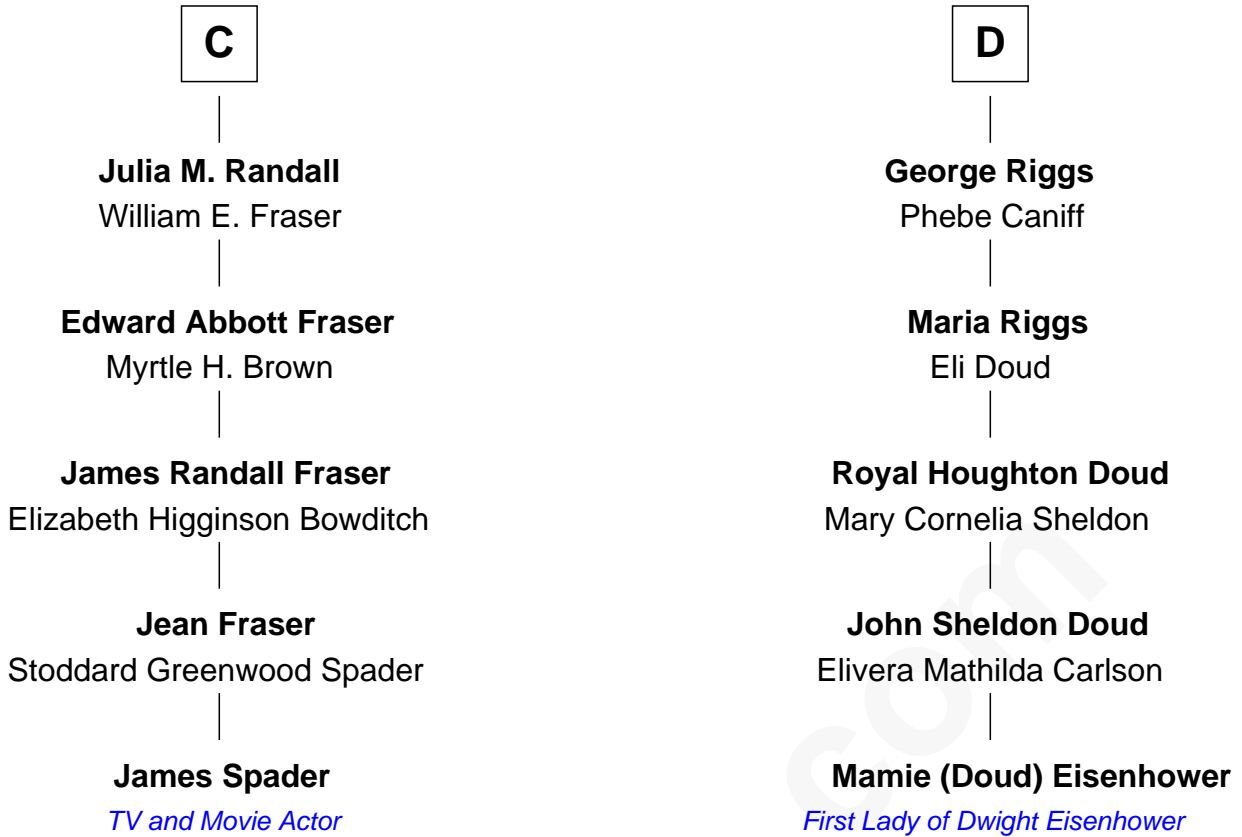 C
Julia M. Randall
William E. Fraser
Edward Abbott Fraser
Myrtle H. Brown
James Randall Fraser
Elizabeth Higginson Bowditch
Jean Fraser
Stoddard Greenwood Spader
James Spader
TV and Movie Actor
D
George Riggs
Phebe Caniff
Maria Riggs
Eli Doud
Royal Houghton Doud
Mary Cornelia Sheldon
John Sheldon Doud
Elivera Mathilda Carlson
Mamie (Doud) Eisenhower
First Lady of Dwight Eisenhower
com